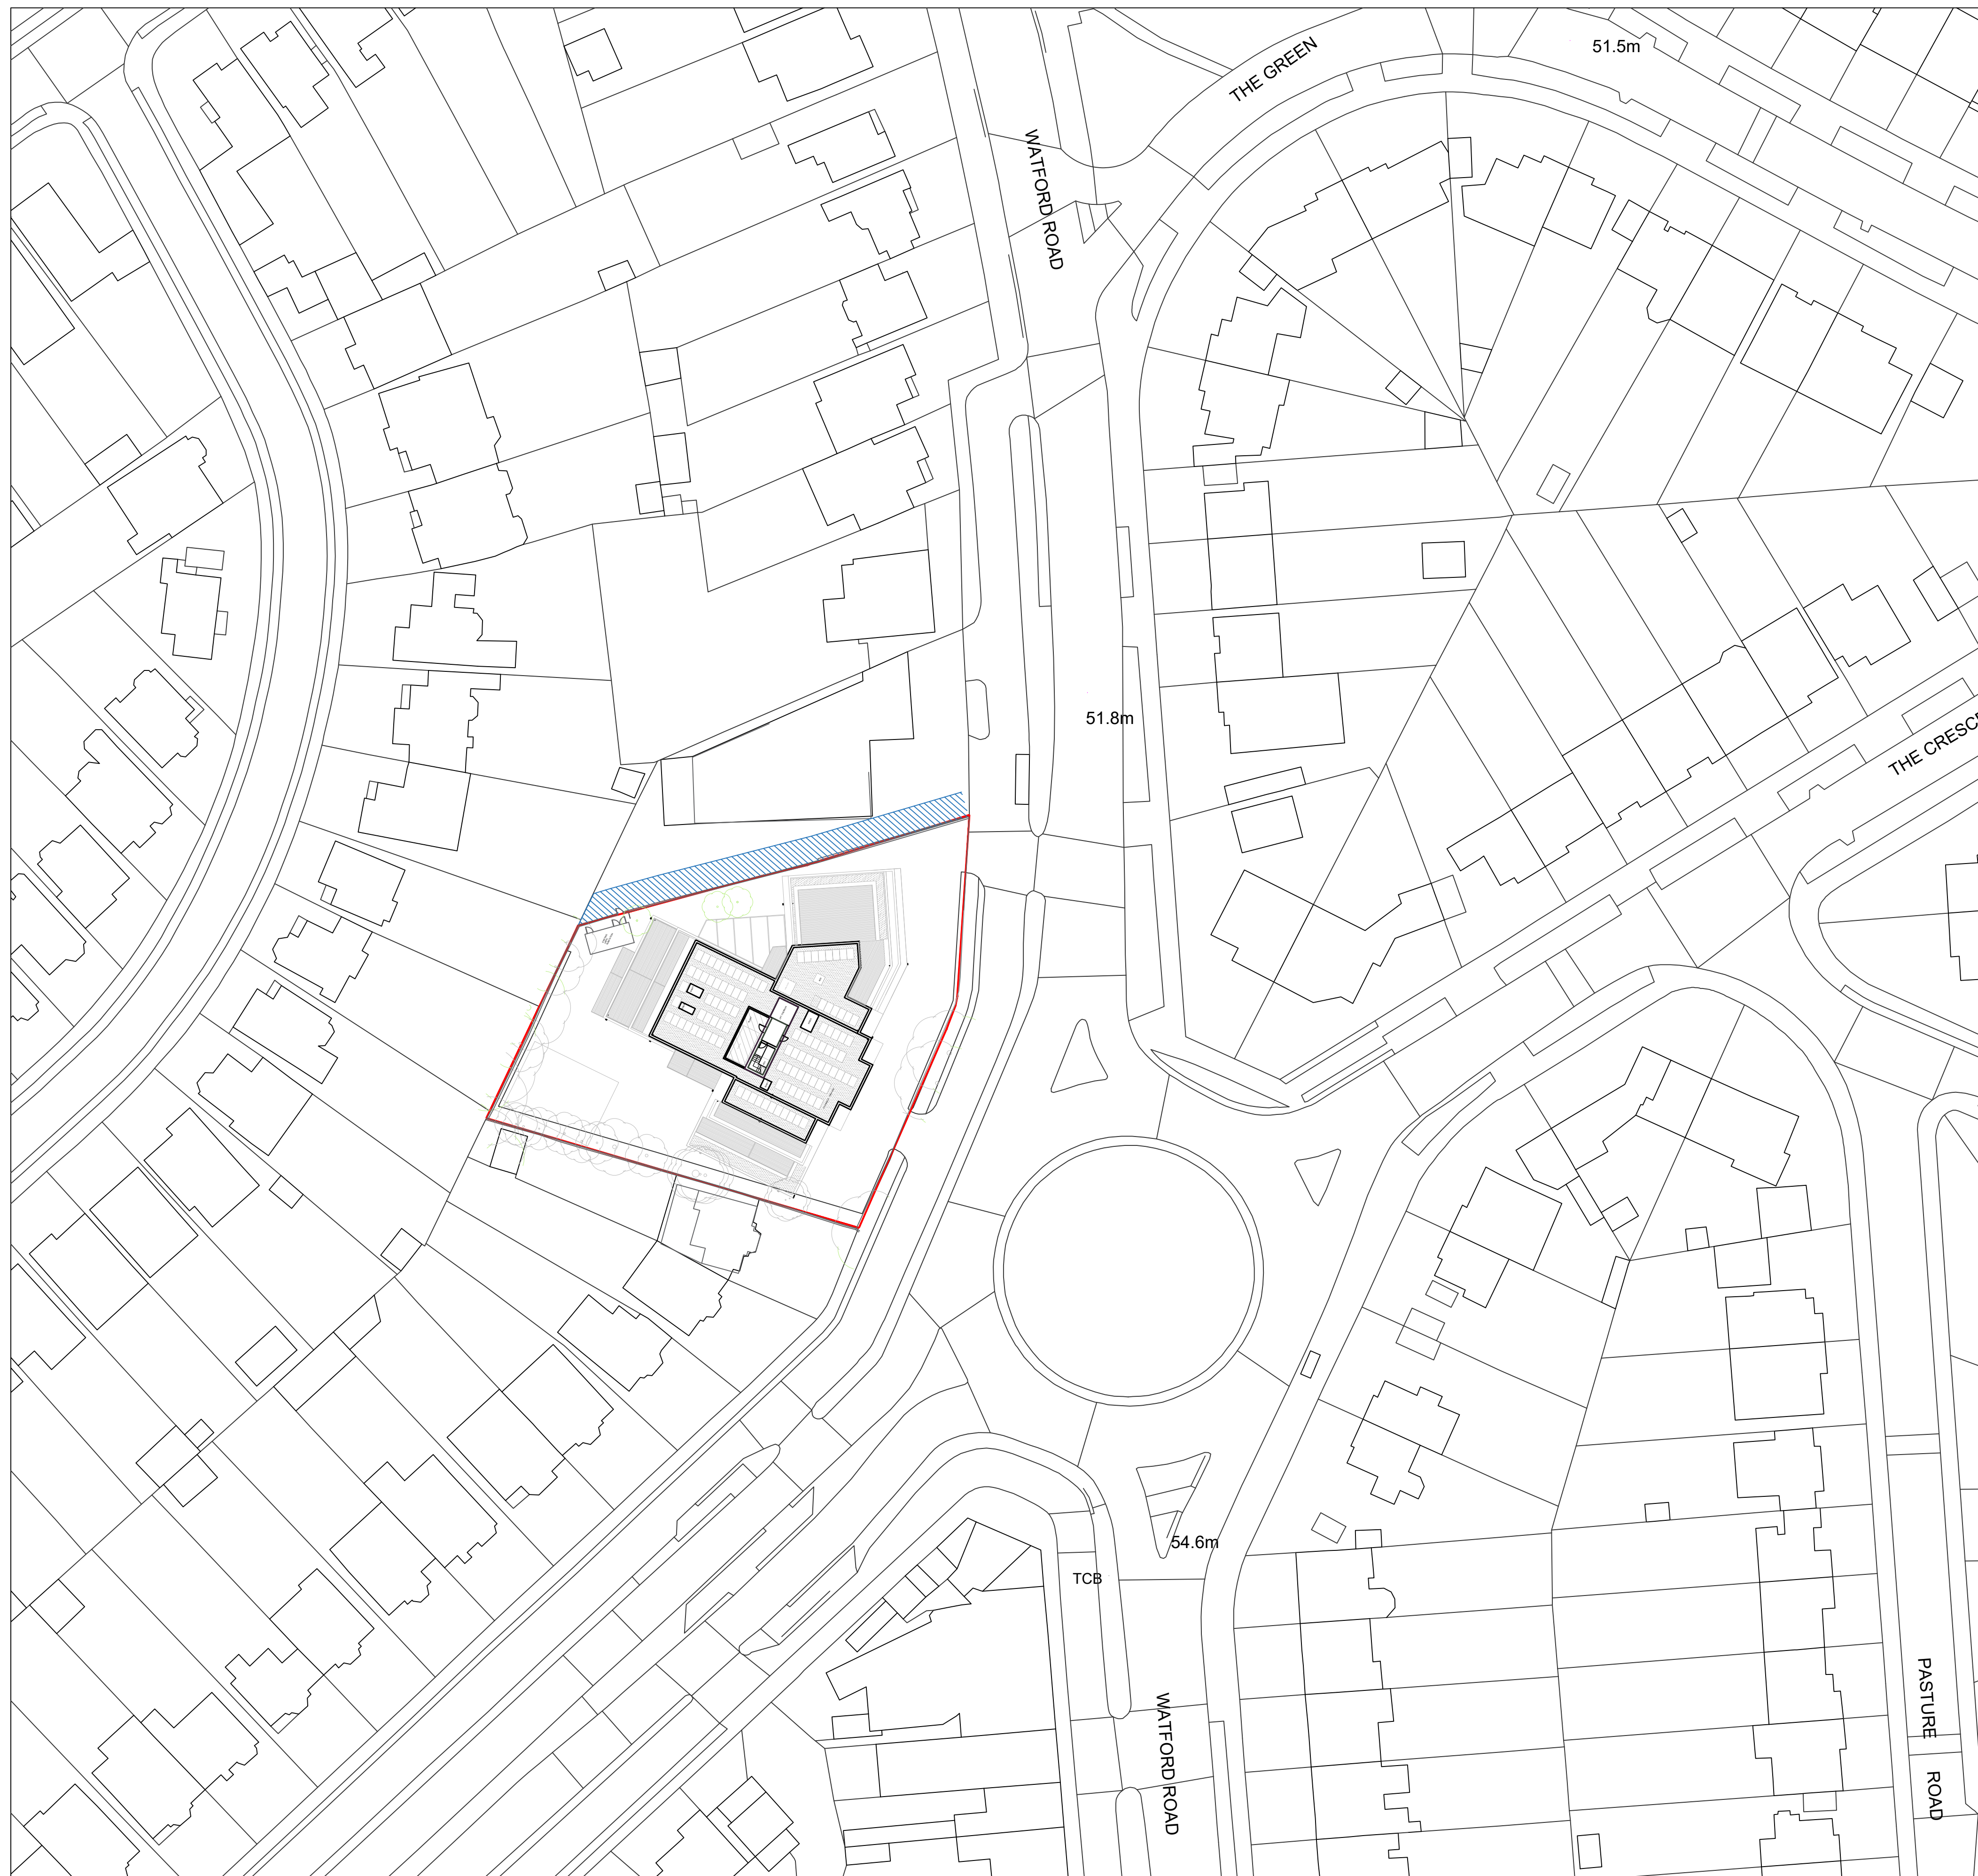 51.5m
THE GREEN
WATFORD ROAD
51.8m
THE CRESC
54.6m
TCB
WATFORD ROAD
PASTURE
ROAD